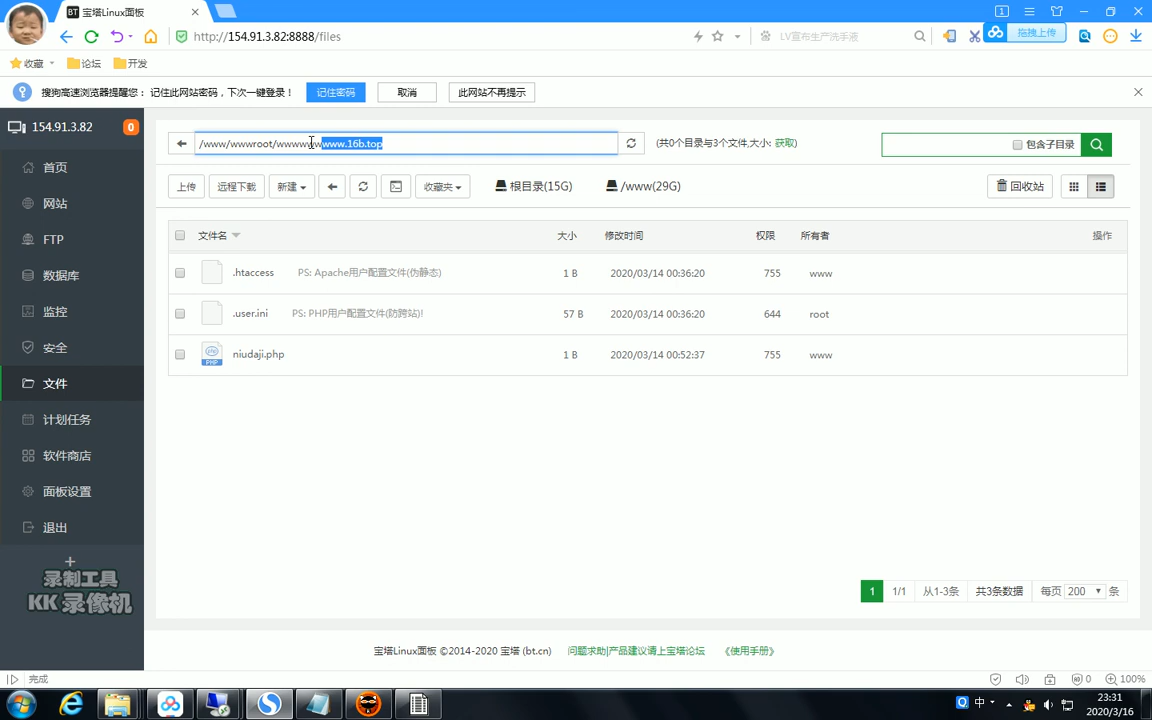 BT 宝塔Linux面板
1
http://154.91.3.82:8888/files
LV宣布生产洗手液
拖拽上传
收藏 论坛 开发
搜狗高速浏览器提醒您： 记住此网站密码，下次一键登录！ 记住密码 取消 此网站不再提示
154.91.3.82 0
首页
网站
FTP
数据库
监控
安全
文件
计划任务
软件商店
面板设置
退出
录制工具
KK 录像机
(共0个目录与3个文件,大小: 获取) 包含子目录
上传 远程下载 新建 收藏夹 根目录(15G) /www(29G) 回收站
文件名 大小 修改时间 权限 所有者 操作
.htaccess PS: Apache用户配置文件(伪静态) 1 B 2020/03/14 00:36:20 755 www
.user.ini PS: PHP用户配置文件(防跨站)! 57 B 2020/03/14 00:36:20 644 root
PHP niudaji.php 1 B 2020/03/14 00:52:37 755 www
1 1/1 从1-3条 共3条数据 每页 200 条
宝塔Linux面板 ©2014-2020 宝塔 (bt.cn) 问题求助|产品建议请上宝塔论坛 《使用手册》
完成 0 100%
中
23:31
2020/3/16